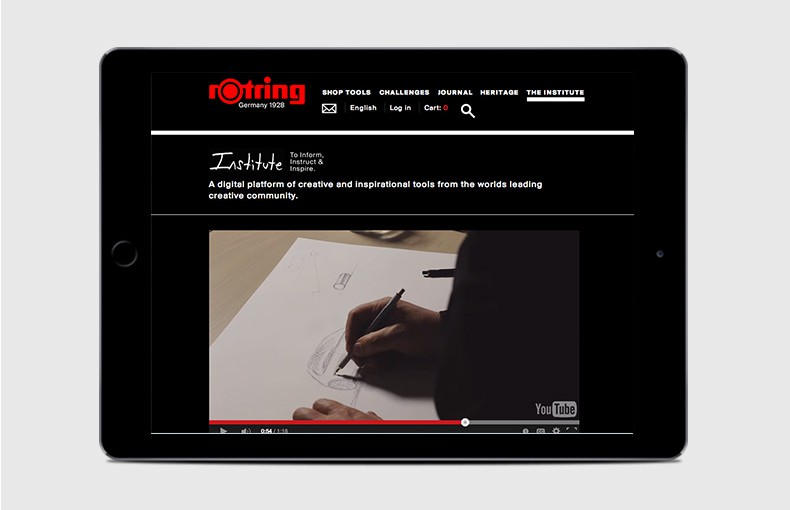 rotring
Germany 1928
SHOP TOOLS CHALLENGES JOURNAL HERITAGE THE INSTITUTE
English Log in Cart: 0
Institute
To Inform,
Instruct &
Inspire.
A digital platform of creative and inspirational tools from the worlds leading
creative community.
YouTube
0:54 / 1:18